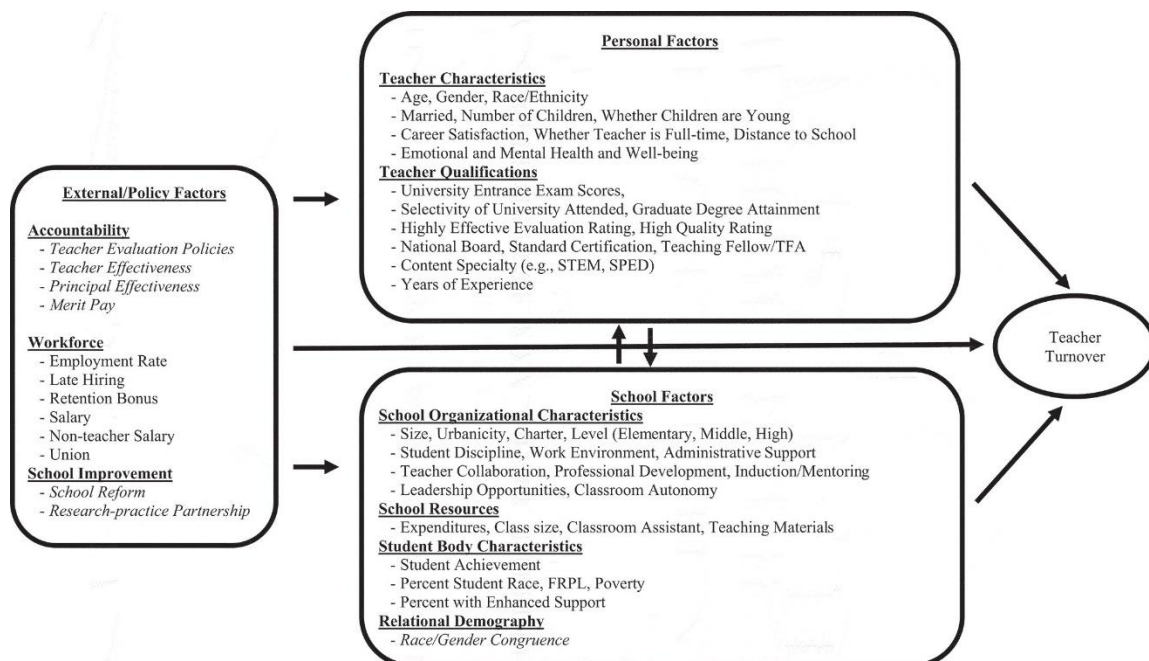 External/Policy Factors
Accountability
- Teacher Evaluation Policies
- Teacher Effectiveness
- Principal Effectiveness
- Merit Pay
Workforce
- Employment Rate
- Late Hiring
- Retention Bonus
- Salary
- Non-teacher Salary
- Union
School Improvement
- School Reform
- Research-practice Partnership
Personal Factors
Teacher Characteristics
- Age, Gender, Race/Ethnicity
- Married, Number of Children, Whether Children are Young
- Career Satisfaction, Whether Teacher is Full-time, Distance to School
- Emotional and Mental Health and Well-being
Teacher Qualifications
- University Entrance Exam Scores,
- Selectivity of University Attended, Graduate Degree Attainment
- Highly Effective Evaluation Rating, High Quality Rating
- National Board, Standard Certification, Teaching Fellow/TFA
- Content Specialty (e.g., STEM, SPED)
- Years of Experience
School Factors
School Organizational Characteristics
- Size, Urbanicity, Charter, Level (Elementary, Middle, High)
- Student Discipline, Work Environment, Administrative Support
- Teacher Collaboration, Professional Development, Induction/Mentoring
- Leadership Opportunities, Classroom Autonomy
School Resources
- Expenditures, Class size, Classroom Assistant, Teaching Materials
Student Body Characteristics
- Student Achievement
- Percent Student Race, FRPL, Poverty
- Percent with Enhanced Support
Relational Demography
- Race/Gender Congruence
Teacher
Turnover